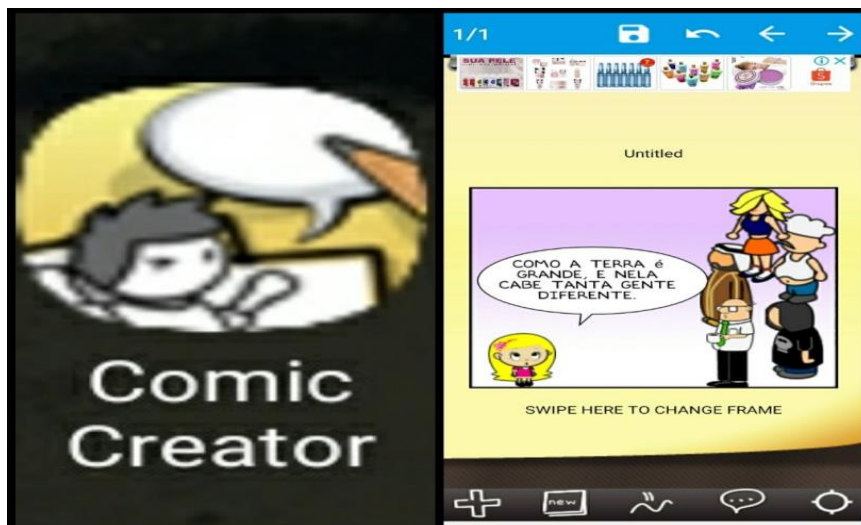 Comic
Creator
1/1
SUA PELE
Untitled
COMO A TERRA é
GRANDE, E NELA
CABE TANTA GENTE
DIFERENTE.
SWIPE HERE TO CHANGE FRAME
new